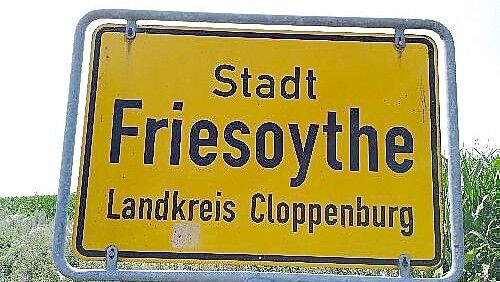 Stadt
Friesoythe
Landkreis Cloppenburg